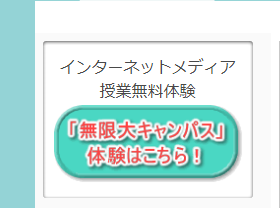 インターネットメディア
授業無料体験
「無限大キャンパス」
体験はこちら！